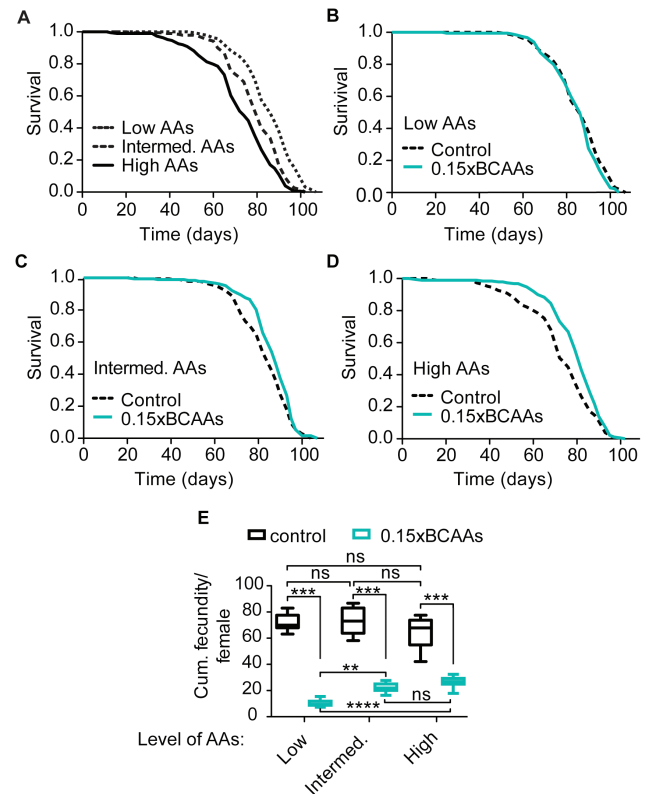 A
1.0
0.8
0.6
0.4
0.2
0.0
Survival
Low AAs
Intermed. AAs
High AAs
0 20 40 60 80 100
Time (days)
B
1.0
0.8
0.6
0.4
0.2
0.0
Survival
Low AAs
Control
0.15xBCAAs
0 20 40 60 80 100
Time (days)
C
1.0
0.8
0.6
0.4
0.2
0.0
Survival
Intermed. AAs
Control
0.15xBCAAs
0 20 40 60 80 100
Time (days)
D
1.0
0.8
0.6
0.4
0.2
0.0
Survival
High AAs
Control
0.15xBCAAs
0 20 40 60 80 100
Time (days)
E
control 0.15xBCAAs
ns
ns ns
*** *** ***
**
ns
****
100
80
60
40
20
0
Cum. fecundity/
female
Level of AAs:
Low
Intermed.
High